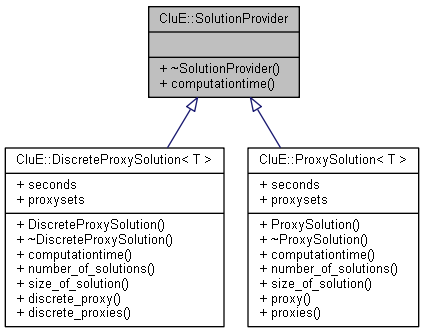 CluE::SolutionProvider
+ ~SolutionProvider()
+ computationtime()
CluE::DiscreteProxySolution< T >
+ seconds
+ proxysets
+ DiscreteProxySolution()
+ ~DiscreteProxySolution()
+ computationtime()
+ number_of_solutions()
+ size_of_solution()
+ discrete_proxy()
+ discrete_proxies()
CluE::ProxySolution< T >
+ seconds
+ proxysets
+ ProxySolution()
+ ~ProxySolution()
+ computationtime()
+ number_of_solutions()
+ size_of_solution()
+ proxy()
+ proxies()